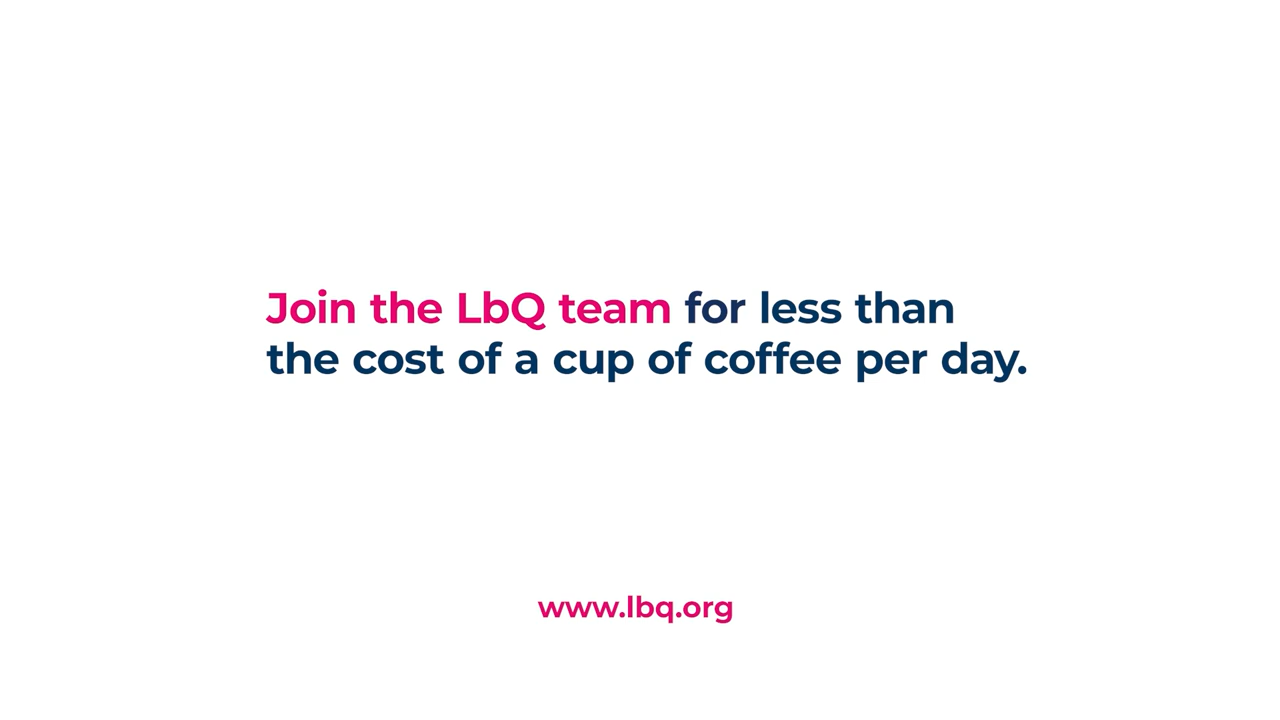 Join the LbQ team for less than
the cost of a cup of coffee per day.
www.lbq.org